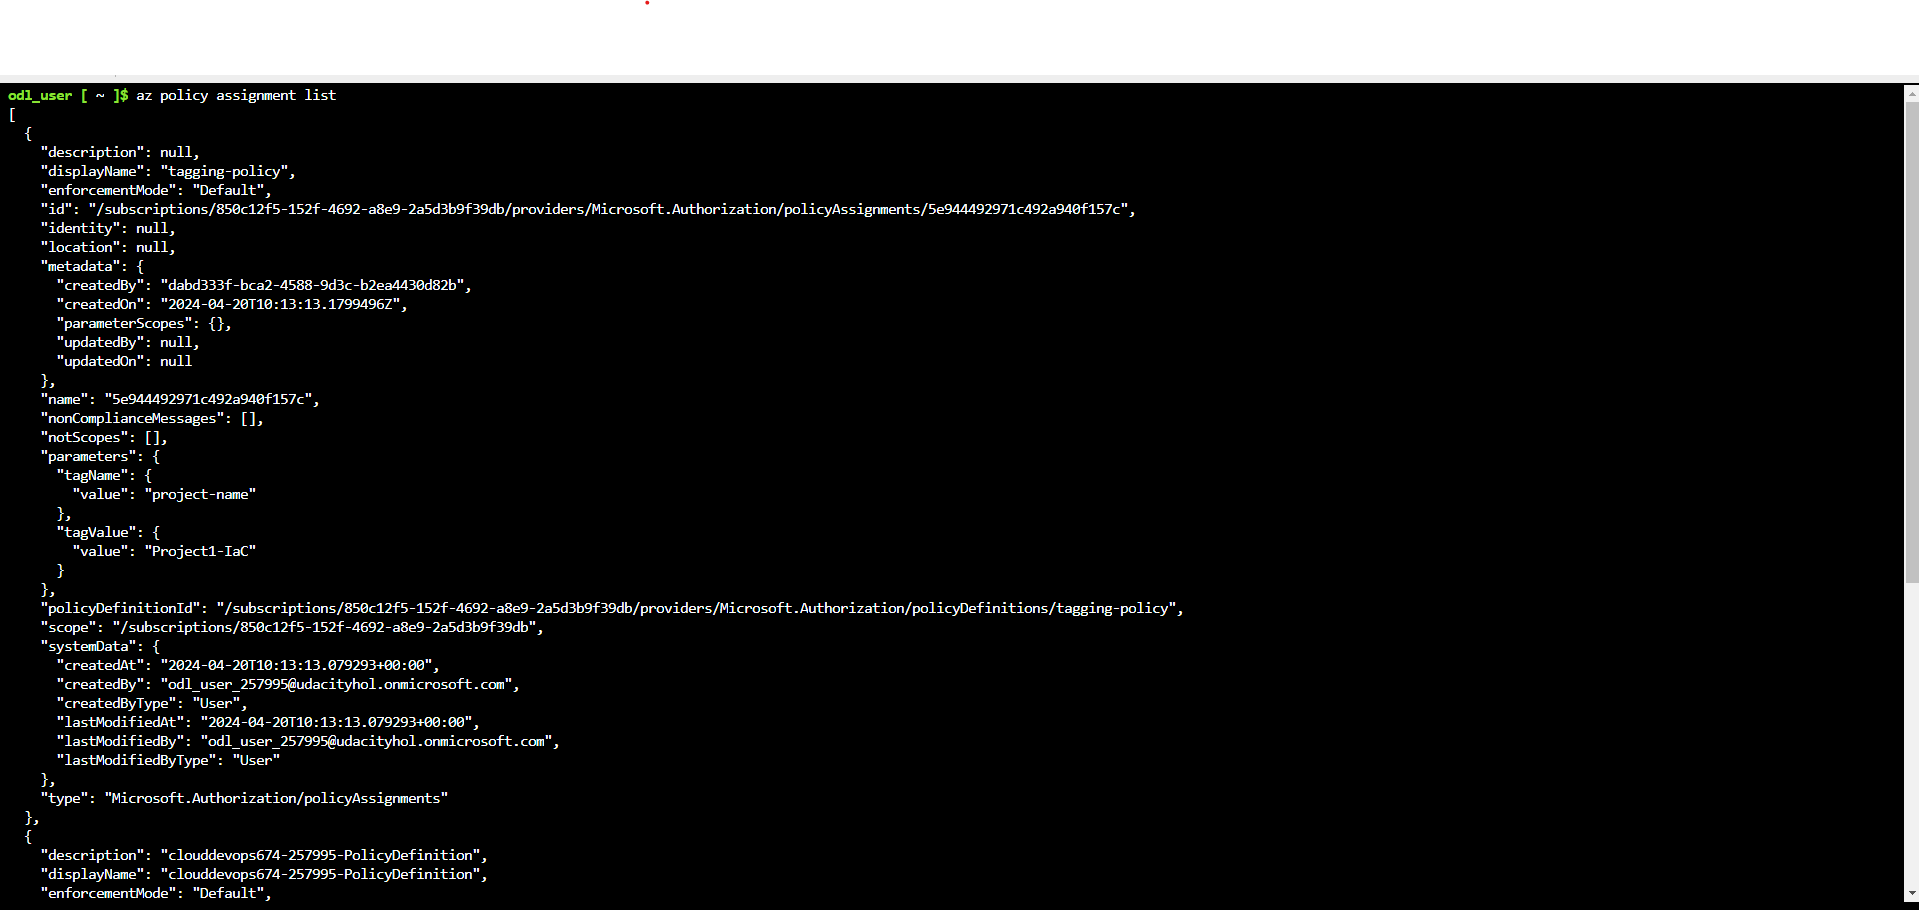 odl_user [ ~ ]$ az policy assignment list
[
  {
    "description": null,
    "displayName": "tagging-policy",
    "enforcementMode": "Default",
    "id": "/subscriptions/850c12f5-152f-4692-a8e9-2a5d3b9f39db/providers/Microsoft.Authorization/policyAssignments/5e944492971c492a940f157c",
    "identity": null,
    "location": null,
    "metadata": {
      "createdBy": "dabd333f-bca2-4588-9d3c-b2ea4430d82b",
      "createdOn": "2024-04-20T10:13:13.1799496Z",
      "parameterScopes": {},
      "updatedBy": null,
      "updatedOn": null
    },
    "name": "5e944492971c492a940f157c",
    "nonComplianceMessages": [],
    "notScopes": [],
    "parameters": {
      "tagName": {
        "value": "project-name"
      },
      "tagValue": {
        "value": "Project1-IaC"
      }
    },
    "policyDefinitionId": "/subscriptions/850c12f5-152f-4692-a8e9-2a5d3b9f39db/providers/Microsoft.Authorization/policyDefinitions/tagging-policy",
    "scope": "/subscriptions/850c12f5-152f-4692-a8e9-2a5d3b9f39db",
    "systemData": {
      "createdAt": "2024-04-20T10:13:13.079293+00:00",
      "createdBy": "odl_user_257995@udacityhol.onmicrosoft.com",
      "createdByType": "User",
      "lastModifiedAt": "2024-04-20T10:13:13.079293+00:00",
      "lastModifiedBy": "odl_user_257995@udacityhol.onmicrosoft.com",
      "lastModifiedByType": "User"
    },
    "type": "Microsoft.Authorization/policyAssignments"
  },
  {
    "description": "clouddevops674-257995-PolicyDefinition",
    "displayName": "clouddevops674-257995-PolicyDefinition",
    "enforcementMode": "Default",